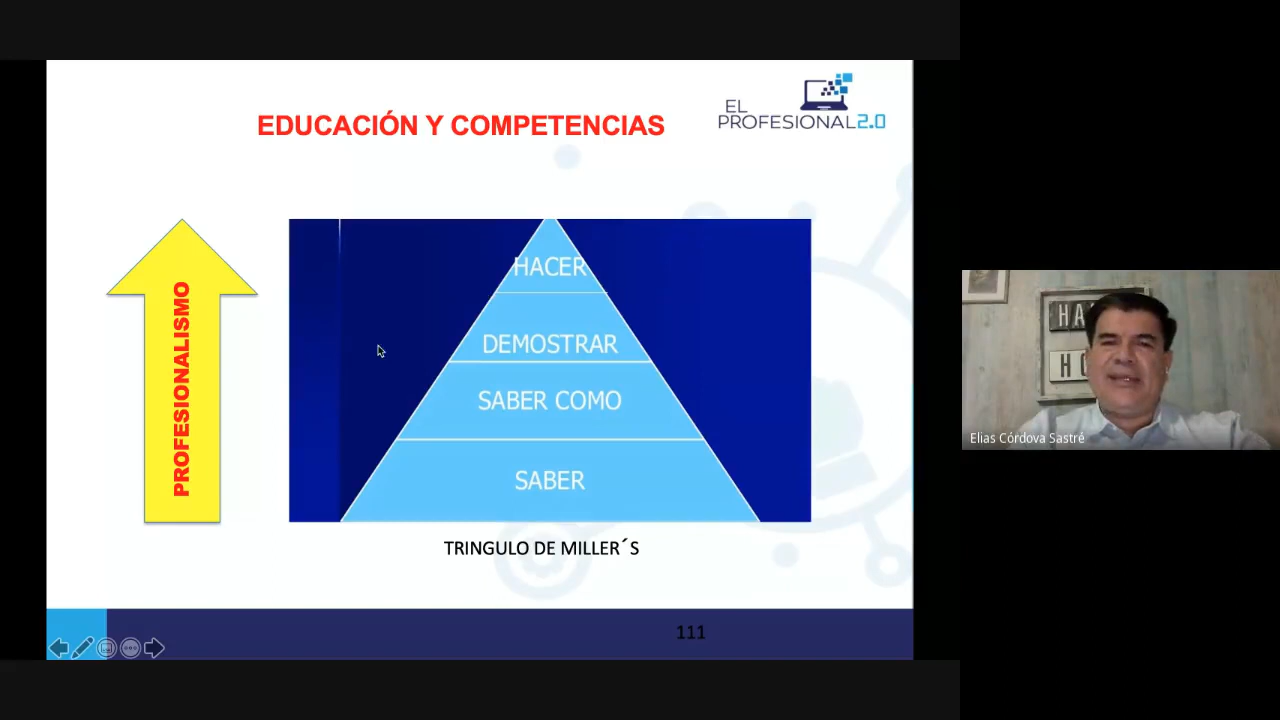 EDUCACIÓN Y COMPETENCIAS
EL
PROFESIONAL2.0
PROFESIONALISMO
HACER
DEMOSTRAR
SABER COMO
SABER
TRINGULO DE MILLER´S
111
Elias Córdova Sastré